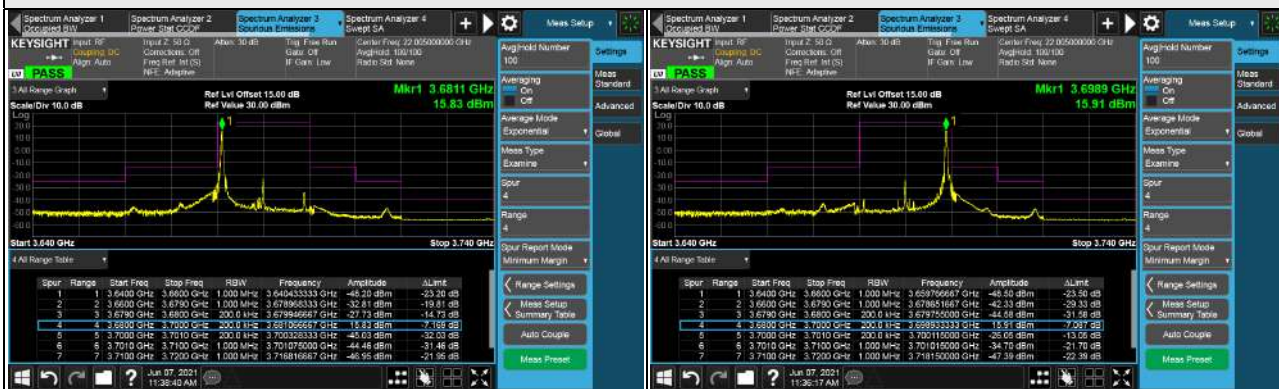 Spectrum Analyzer 1
Occupied BW
Spectrum Analyzer 2
Power Stat CCDF
Spectrum Analyzer 3
Spurious Emissions
Spectrum Analyzer 4
Swept SA
Meas Setup
KEYSIGHT
Input: RF
Coupling: DC
Align: Auto
Input Z: 50 Ω
Corrections: Off
Freq Ref: Int (S)
NFE: Adaptive
Atten: 30 dB
Trig: Free Run
Gate: Off
IF Gain: Low
Center Freq: 22.005000000 GHz
Avg|Hold: 100/100
Radio Std: None
PASS
3 All Range Graph
Scale/Div 10.0 dB
Ref Lvl Offset 15.00 dB
Ref Value 30.00 dBm
Mkr1 3.6811 GHz
15.83 dBm
Log
1
Start 3.640 GHz
Stop 3.740 GHz
4 All Range Table
Spur Range Start Freq Stop Freq RBW Frequency Amplitude ΔLimit
1 1 3.6400 GHz 3.6600 GHz 1.000 MHz 3.640433333 GHz -48.20 dBm -23.20 dB
2 2 3.6600 GHz 3.6790 GHz 1.000 MHz 3.678968333 GHz -32.81 dBm -19.81 dB
3 3 3.6790 GHz 3.6800 GHz 200.0 kHz 3.679946667 GHz -27.73 dBm -14.73 dB
4 4 3.6800 GHz 3.7000 GHz 200.0 kHz 3.681066667 GHz 15.83 dBm -7.169 dB
5 5 3.7000 GHz 3.7010 GHz 200.0 kHz 3.700328333 GHz -45.03 dBm -32.03 dB
6 6 3.7010 GHz 3.7100 GHz 1.000 MHz 3.701075000 GHz -44.46 dBm -31.46 dB
7 7 3.7100 GHz 3.7200 GHz 1.000 MHz 3.716816667 GHz -46.95 dBm -21.95 dB
Avg|Hold Number
100
Averaging
On
Off
Average Mode
Exponential
Meas Type
Examine
Spur
4
Range
4
Spur Report Mode
Minimum Margin
Range Settings
Meas Setup
Summary Table
Auto Couple
Meas Preset
Settings
Meas
Standard
Advanced
Global
Jun 07, 2021
11:38:40 AM
Spectrum Analyzer 1
Occupied BW
Spectrum Analyzer 2
Power Stat CCDF
Spectrum Analyzer 3
Spurious Emissions
Spectrum Analyzer 4
Swept SA
Meas Setup
KEYSIGHT
Input: RF
Coupling: DC
Align: Auto
Input Z: 50 Ω
Corrections: Off
Freq Ref: Int (S)
NFE: Adaptive
Atten: 30 dB
Trig: Free Run
Gate: Off
IF Gain: Low
Center Freq: 22.005000000 GHz
Avg|Hold: 100/100
Radio Std: None
PASS
3 All Range Graph
Scale/Div 10.0 dB
Ref Lvl Offset 15.00 dB
Ref Value 30.00 dBm
Mkr1 3.6989 GHz
15.91 dBm
Log
1
Start 3.640 GHz
Stop 3.740 GHz
4 All Range Table
Spur Range Start Freq Stop Freq RBW Frequency Amplitude ΔLimit
1 1 3.6400 GHz 3.6600 GHz 1.000 MHz 3.659766667 GHz -48.50 dBm -23.50 dB
2 2 3.6600 GHz 3.6790 GHz 1.000 MHz 3.678651667 GHz -42.33 dBm -29.33 dB
3 3 3.6790 GHz 3.6800 GHz 200.0 kHz 3.679755000 GHz -44.58 dBm -31.58 dB
4 4 3.6800 GHz 3.7000 GHz 200.0 kHz 3.698933333 GHz 15.91 dBm -7.087 dB
5 5 3.7000 GHz 3.7010 GHz 200.0 kHz 3.700115000 GHz -26.05 dBm -13.05 dB
6 6 3.7010 GHz 3.7100 GHz 1.000 MHz 3.701015000 GHz -34.70 dBm -21.70 dB
7 7 3.7100 GHz 3.7200 GHz 1.000 MHz 3.718150000 GHz -47.39 dBm -22.39 dB
Avg|Hold Number
100
Averaging
On
Off
Average Mode
Exponential
Meas Type
Examine
Spur
4
Range
4
Spur Report Mode
Minimum Margin
Range Settings
Meas Setup
Summary Table
Auto Couple
Meas Preset
Settings
Meas
Standard
Advanced
Global
Jun 07, 2021
11:36:17 AM